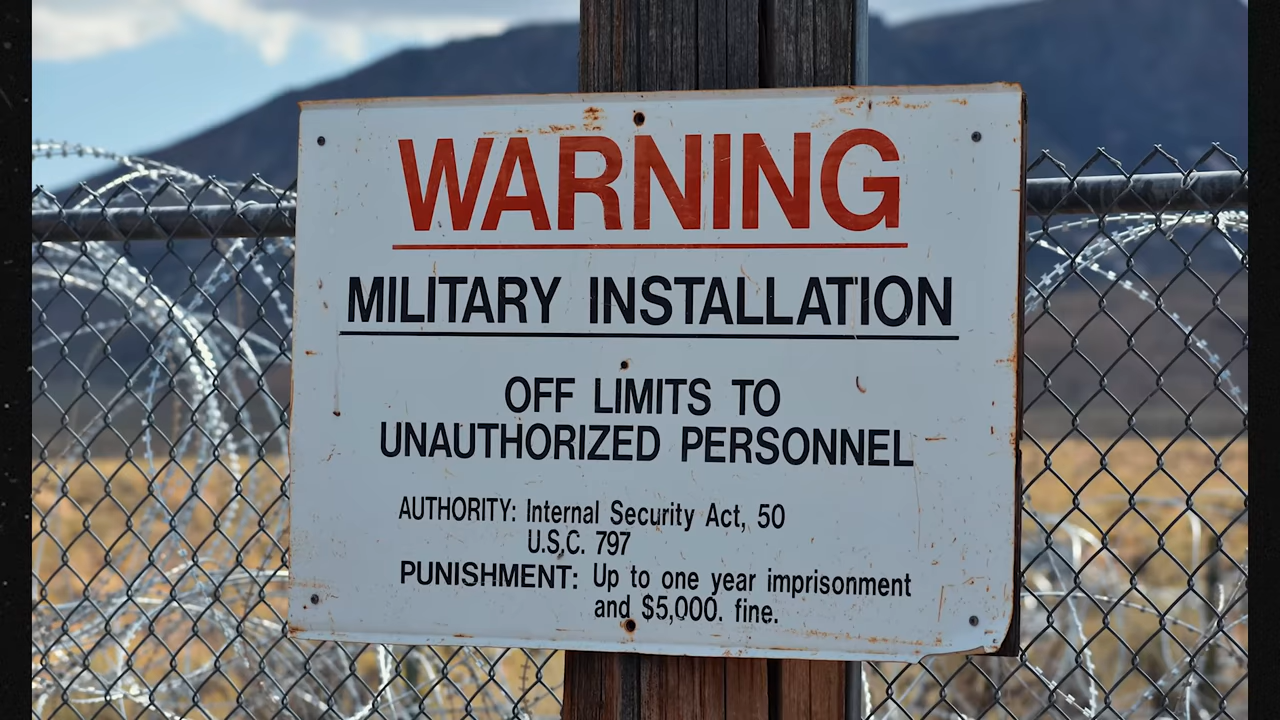 WARNING
MILITARY INSTALLATION
OFF LIMITS TO
UNAUTHORIZED PERSONNEL
AUTHORITY: Internal Security Act, 50
U.S.C. 797
PUNISHMENT: Up to one year imprisonment
and $5,000. fine.